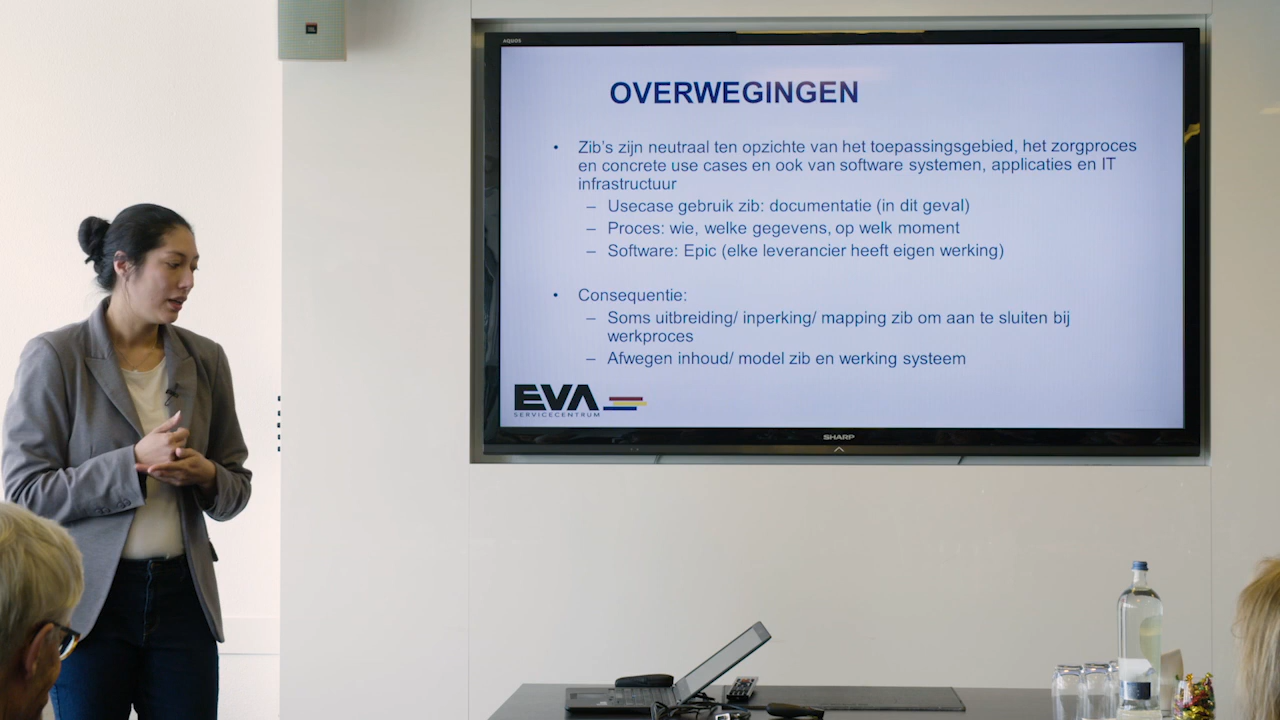 JBL
AQUOS
OVERWEGINGEN
• Zib's zijn neutraal ten opzichte van het toepassingsgebied, het zorgproces
en concrete use cases en ook van software systemen, applicaties en IT
infrastructuur
– Usecase gebruik zib: documentatie (in dit geval)
– Proces: wie, welke gegevens, op welk moment
– Software: Epic (elke leverancier heeft eigen werking)
• Consequentie:
– Soms uitbreiding/ inperking/ mapping zib om aan te sluiten bij
werkproces
– Afwegen inhoud/ model zib en werking systeem
EVA
SERVICECENTRUM
SHARP